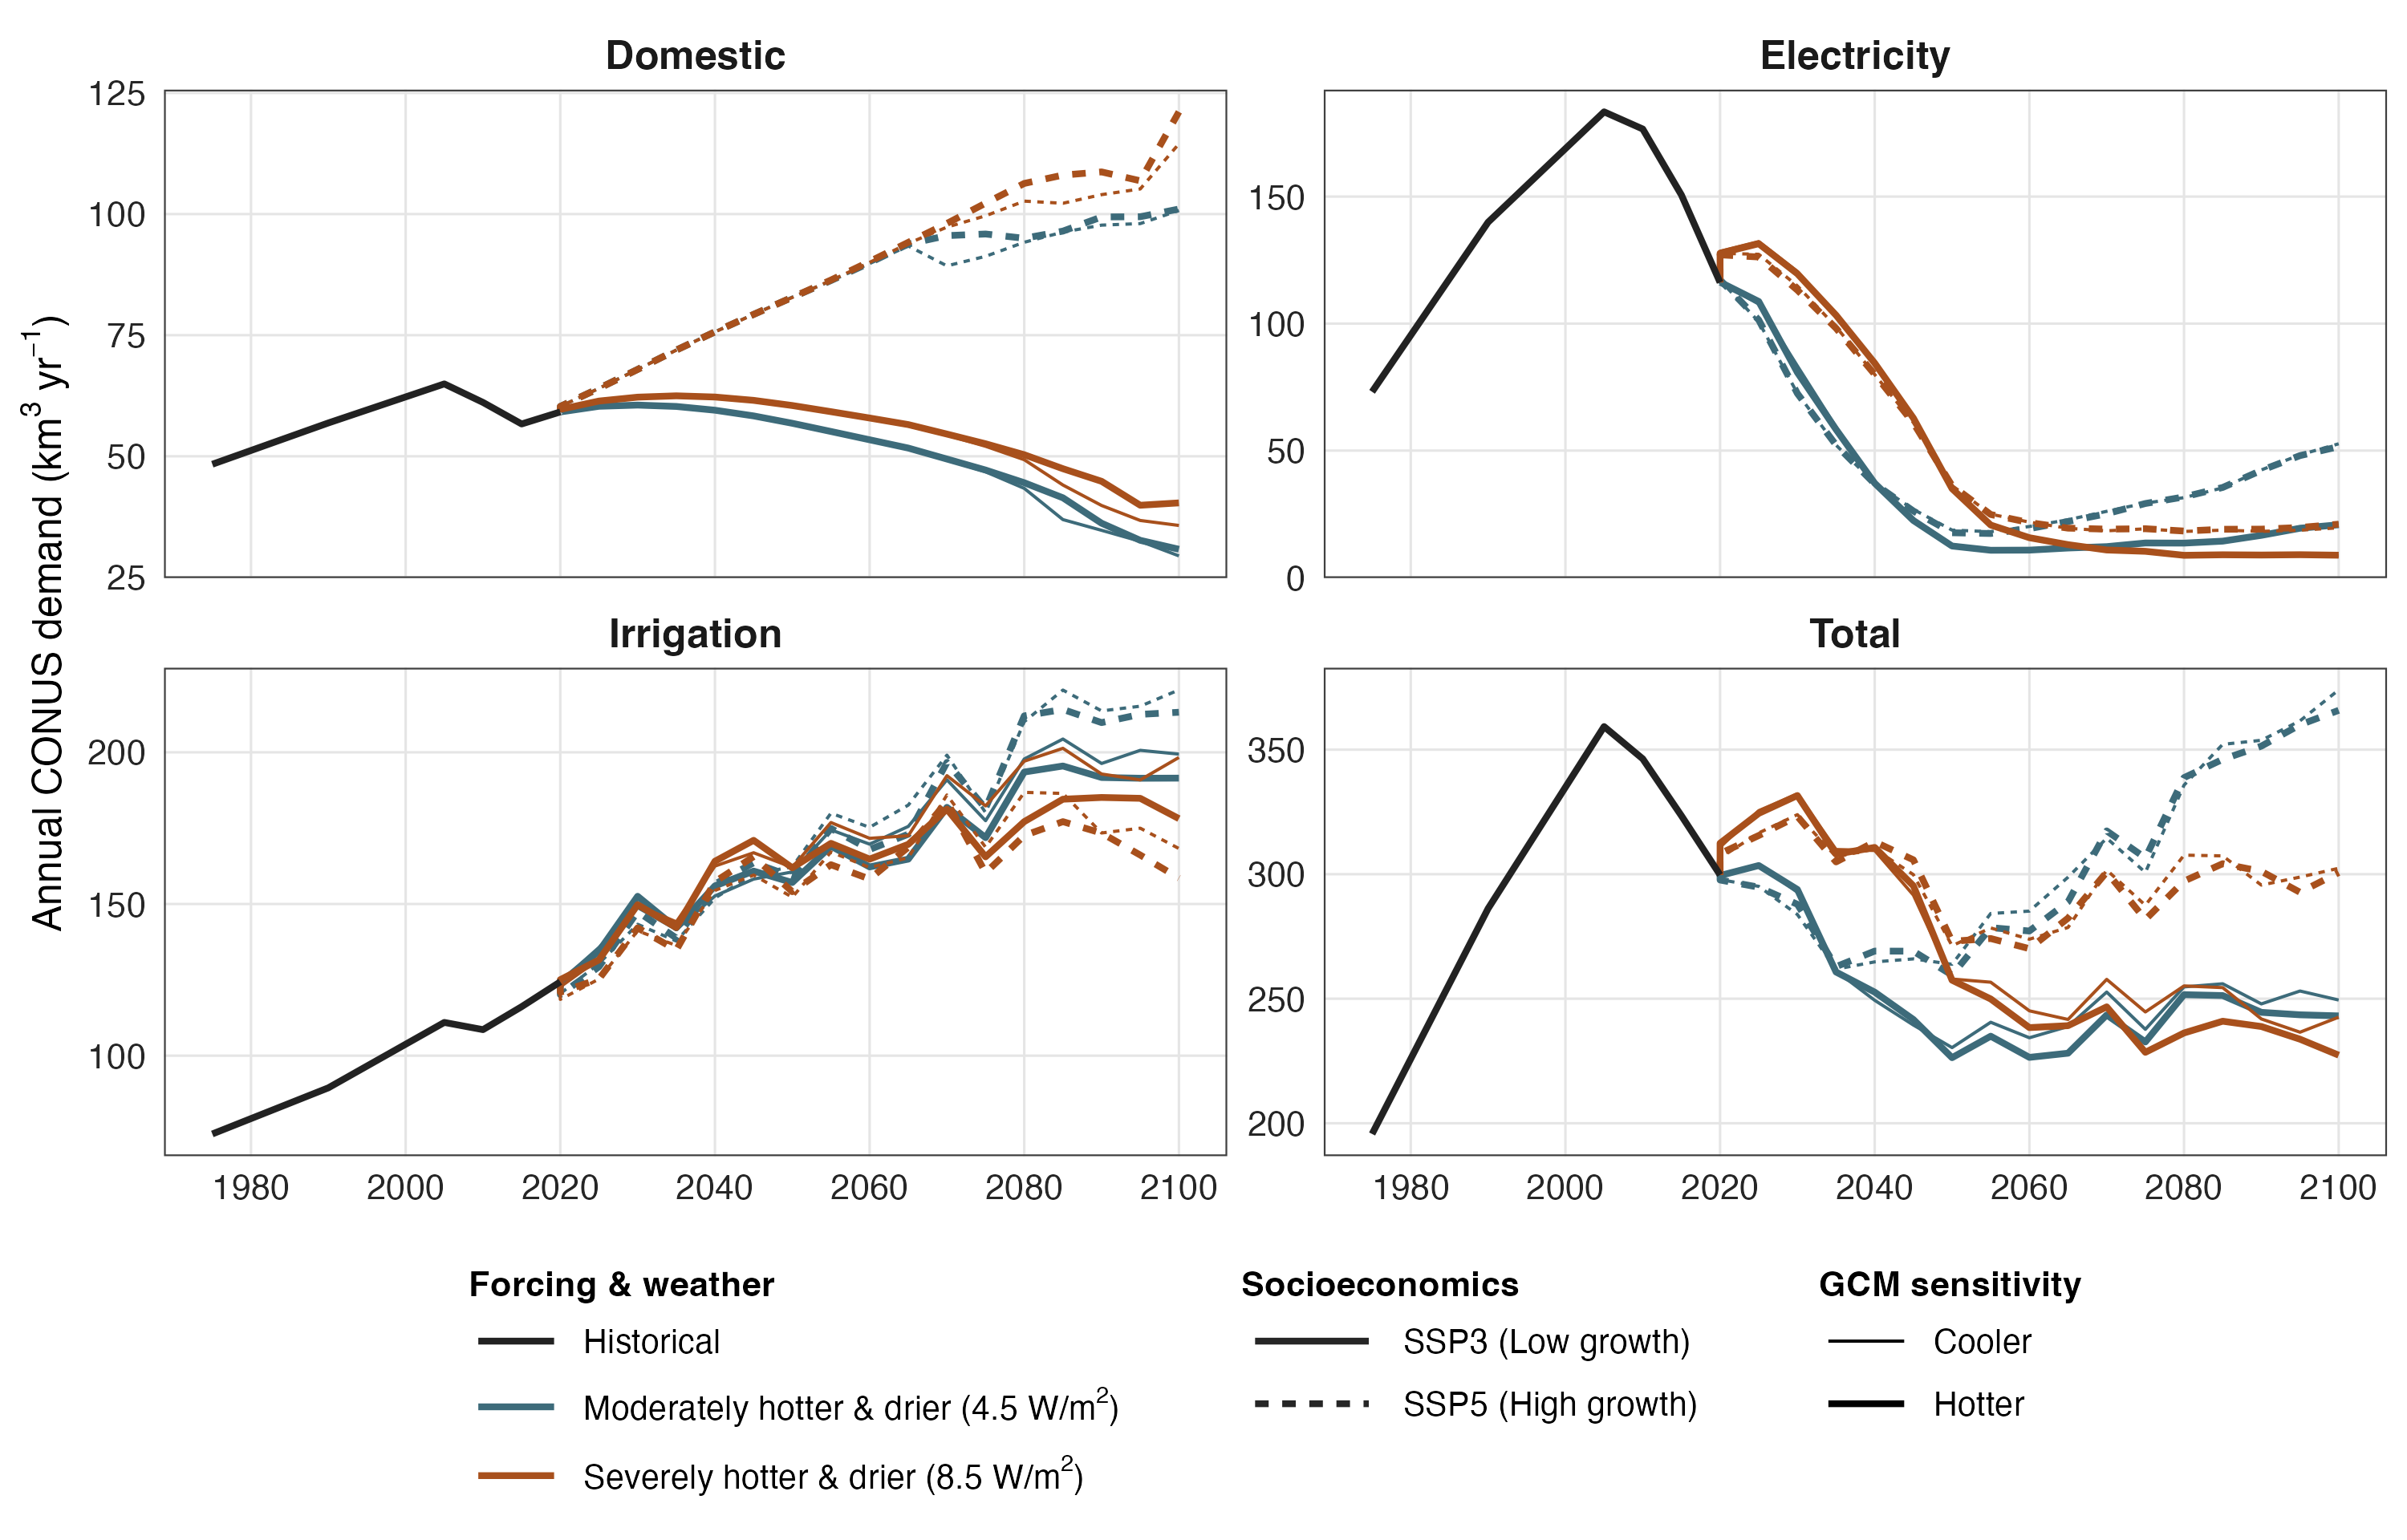 Domestic
Electricity
Annual CONUS demand (km³ yr⁻¹)
125
100
75
50
25
150
100
50
0
Irrigation
Total
200
150
100
350
300
250
200
1980 2000 2020 2040 2060 2080 2100
1980 2000 2020 2040 2060 2080 2100
Forcing & weather
Historical
Moderately hotter & drier (4.5 W/m²)
Severely hotter & drier (8.5 W/m²)
Socioeconomics
SSP3 (Low growth)
SSP5 (High growth)
GCM sensitivity
Cooler
Hotter